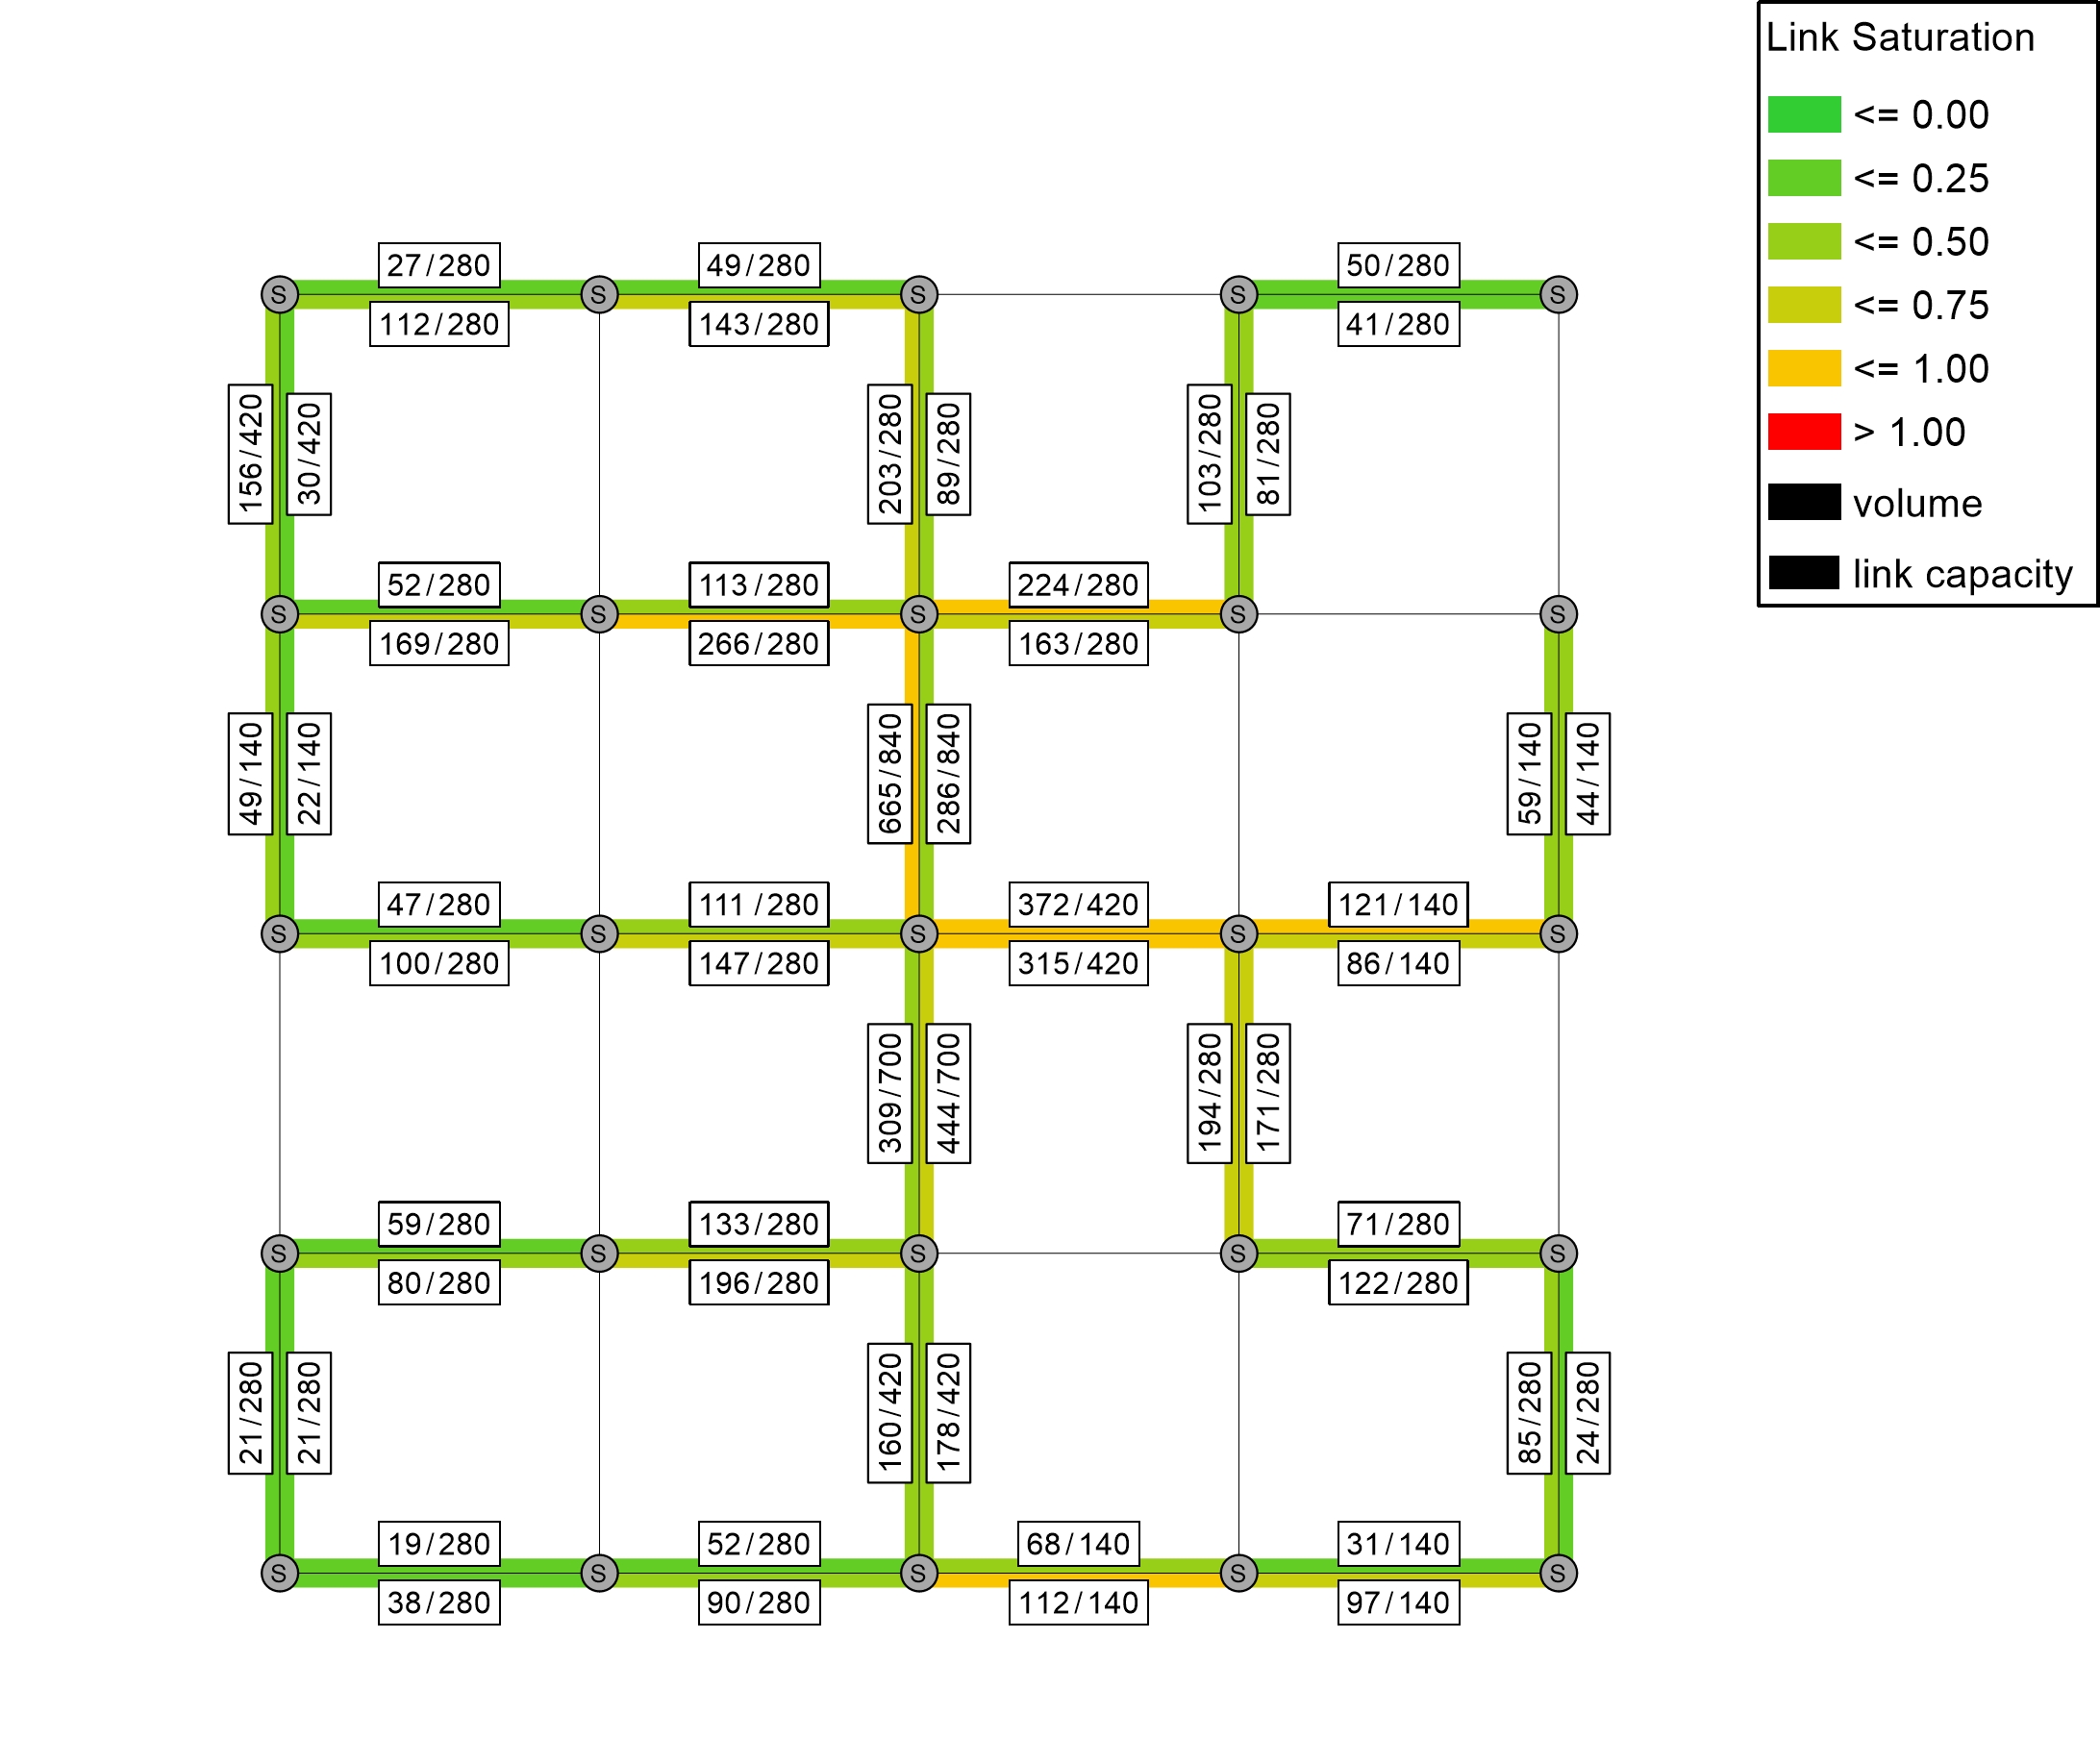 Link Saturation
<= 0.00
<= 0.25
<= 0.50
<= 0.75
<= 1.00
> 1.00
volume
link capacity
27/280
49/280
50/280
S
S
S
S
S
112/280
143/280
41/280
156/420
30/420
203/280
89/280
103/280
81/280
52/280
113/280
224/280
S
S
S
S
S
169/280
266/280
163/280
49/140
22/140
665/840
286/840
59/140
44/140
47/280
111/280
372/420
121/140
S
S
S
S
S
100/280
147/280
315/420
86/140
309/700
444/700
194/280
171/280
59/280
133/280
71/280
S
S
S
S
S
80/280
196/280
122/280
21/280
21/280
160/420
178/420
85/280
24/280
19/280
52/280
68/140
31/140
S
S
S
S
S
38/280
90/280
112/140
97/140